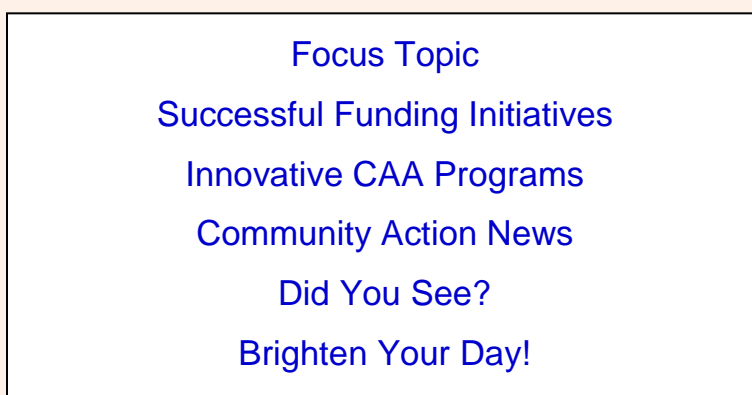 Focus Topic
Successful Funding Initiatives
Innovative CAA Programs
Community Action News
Did You See?
Brighten Your Day!